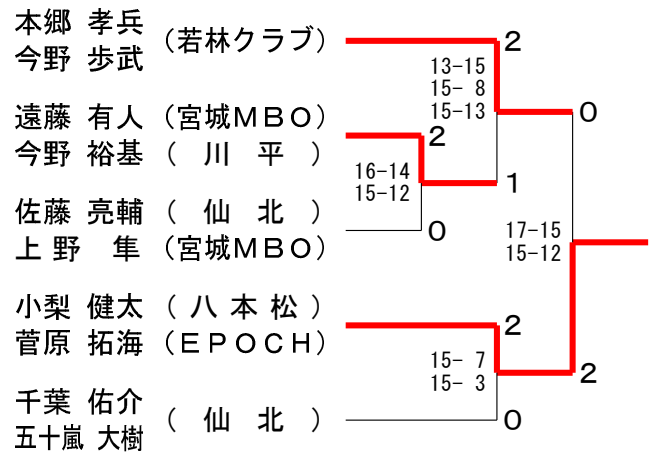 本郷 孝兵 (若林クラブ) 2
今野 歩武
13-15
15- 8
15-13
0
遠藤 有人 (宮城MBO) 2
今野 裕基 ( 川 平 )
16-14
15-12
1
佐藤 亮輔 ( 仙 北 ) 0
上野 隼 (宮城MBO)
17-15
15-12
小梨 健太 ( 八 本 松 ) 2
菅原 拓海 (EPOCH)
15- 7
15- 3
2
千葉 佑介 ( 仙 北 ) 0
五十嵐 大樹